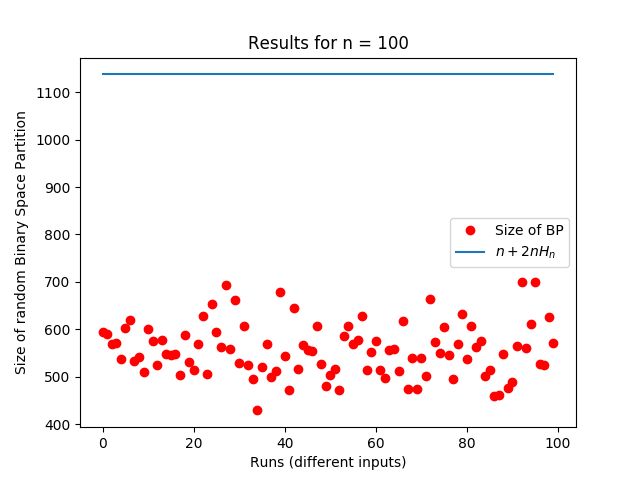 Results for n = 100
Size of random Binary Space Partition
1100
1000
900
800
700
600
500
400
Size of BP
n + 2nHₙ
0
20
40
60
80
100
Runs (different inputs)